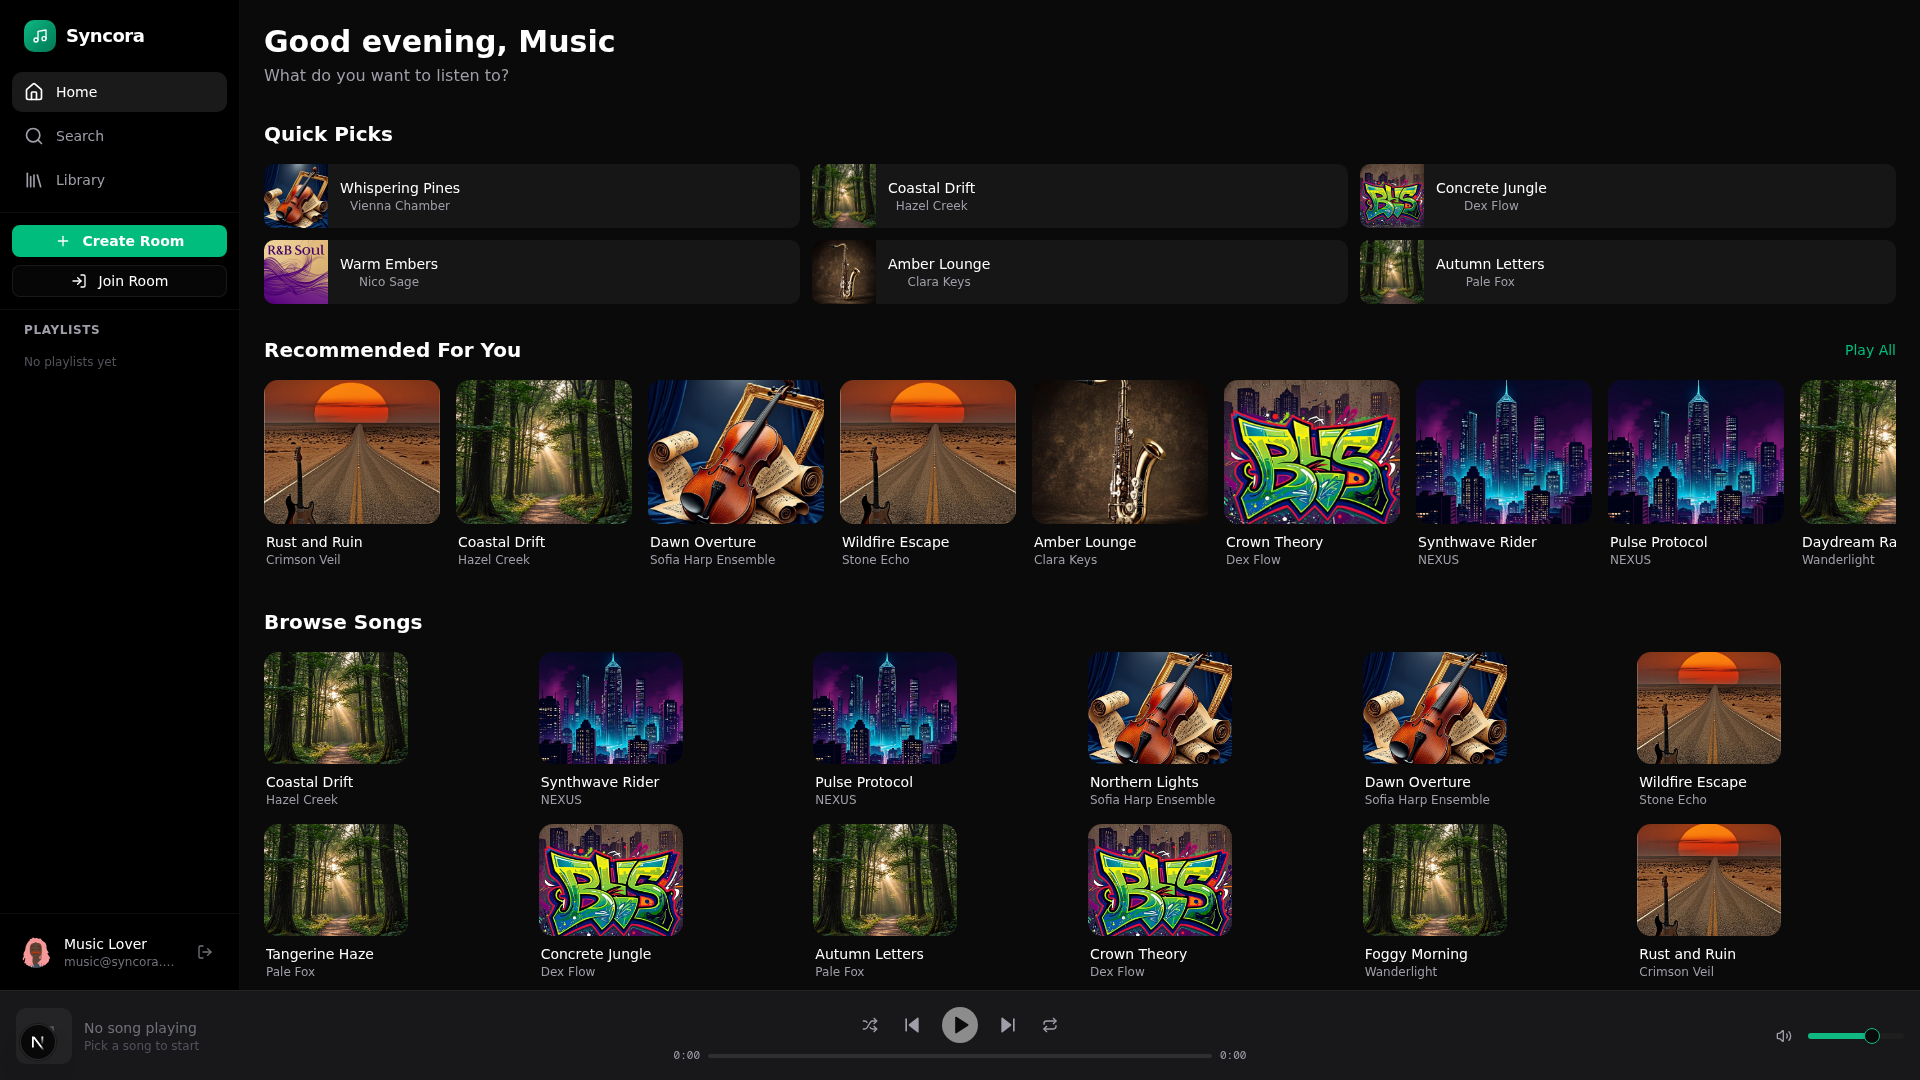 Syncora
Home
Search
Library
Create Room
Join Room
PLAYLISTS
No playlists yet
Music Lover
music@syncora....
Good evening, Music
What do you want to listen to?
Quick Picks
Whispering Pines
Vienna Chamber
Coastal Drift
Hazel Creek
Concrete Jungle
Dex Flow
R&B Soul
Warm Embers
Nico Sage
Amber Lounge
Clara Keys
Autumn Letters
Pale Fox
Recommended For You
Play All
Rust and Ruin
Crimson Veil
Coastal Drift
Hazel Creek
Dawn Overture
Sofia Harp Ensemble
Wildfire Escape
Stone Echo
Amber Lounge
Clara Keys
Crown Theory
Dex Flow
Synthwave Rider
NEXUS
Pulse Protocol
NEXUS
Daydream Ra
Wanderlight
Browse Songs
Coastal Drift
Hazel Creek
Synthwave Rider
NEXUS
Pulse Protocol
NEXUS
Northern Lights
Sofia Harp Ensemble
Dawn Overture
Sofia Harp Ensemble
Wildfire Escape
Stone Echo
Tangerine Haze
Pale Fox
Concrete Jungle
Dex Flow
Autumn Letters
Pale Fox
Crown Theory
Dex Flow
Foggy Morning
Wanderlight
Rust and Ruin
Crimson Veil
N
No song playing
Pick a song to start
0:00
0:00